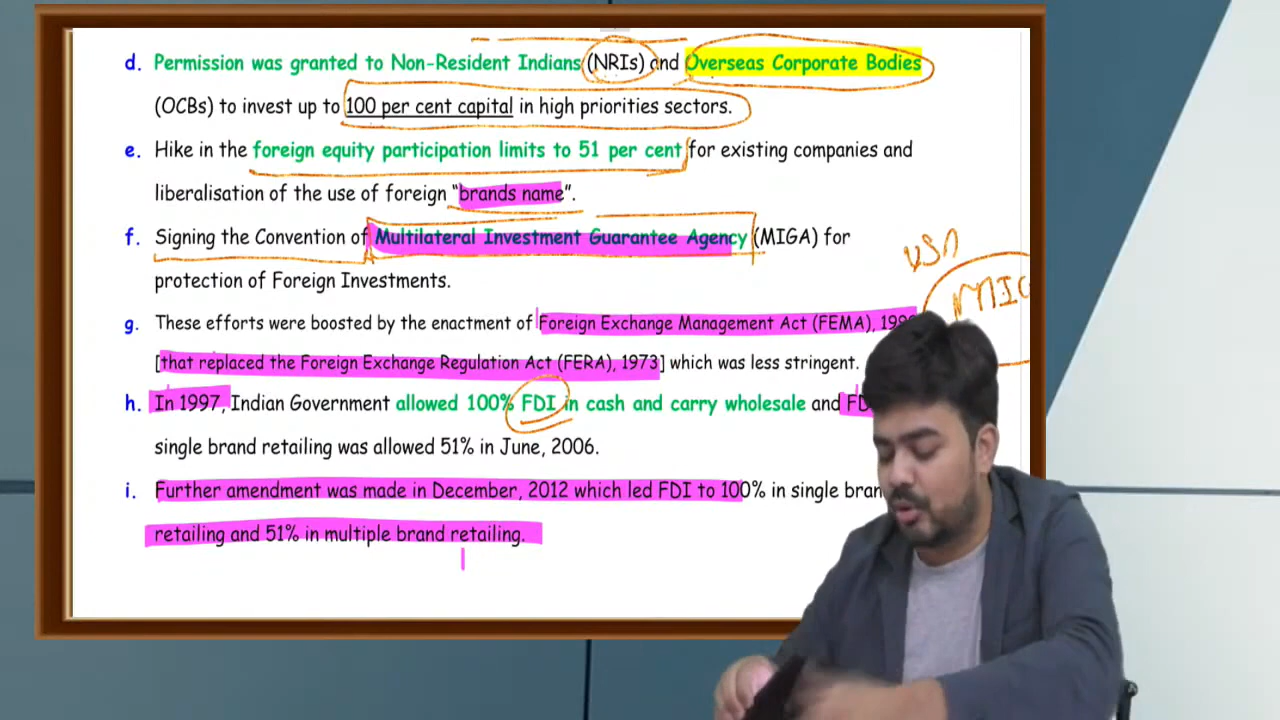 d. Permission was granted to Non-Resident Indians (NRIs) and Overseas Corporate Bodies
(OCBs) to invest up to 100 per cent capital in high priorities sectors.
e. Hike in the foreign equity participation limits to 51 per cent for existing companies and
liberalisation of the use of foreign “brands name”.
f. Signing the Convention of Multilateral Investment Guarantee Agency (MIGA) for
protection of Foreign Investments.
USA
g. These efforts were boosted by the enactment of Foreign Exchange Management Act (FEMA),
[that replaced the Foreign Exchange Regulation Act (FERA), 1973] which was less stringent.
h. In 1997, Indian Government allowed 100% FDI in cash and carry wholesale and
single brand retailing was allowed 51% in June, 2006.
i. Further amendment was made in December, 2012 which led FDI to 100% in single
retailing and 51% in multiple brand retailing.